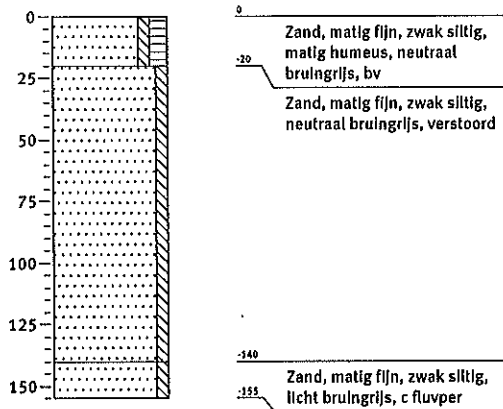 0
25
50
75
100
125
150
0
Zand, matig fijn, zwak siltig,
matig humeus, neutraal
bruingrijs, bv
-20
Zand, matig fijn, zwak siltig,
neutraal bruingrijs, verstoord
-140
Zand, matig fijn, zwak siltig,
licht bruingrijs, c fluvper
-155